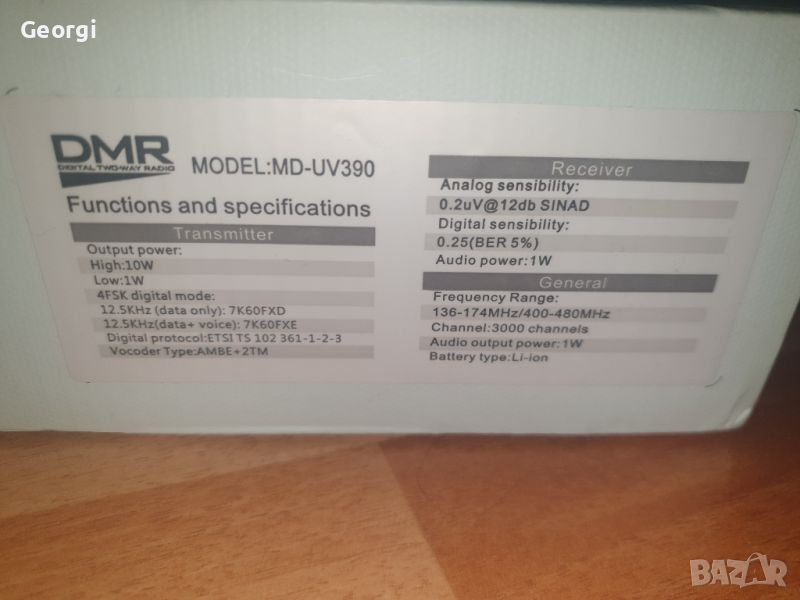 Georgi
DMR
DIGITAL TWO-WAY RADIO
MODEL:MD-UV390
Functions and specifications
Transmitter
Output power:
High:10W
Low:1W
4FSK digital mode:
12.5KHz (data only): 7K60FXD
12.5KHz(data+ voice): 7K60FXE
Digital protocol:ETSI TS 102 361-1-2-3
Vocoder Type:AMBE+2TM
Receiver
Analog sensibility:
0.2uV@12db SINAD
Digital sensibility:
0.25(BER 5%)
Audio power:1W
General
Frequency Range:
136-174MHz/400-480MHz
Channel:3000 channels
Audio output power:1W
Battery type:Li-ion
BAZAR